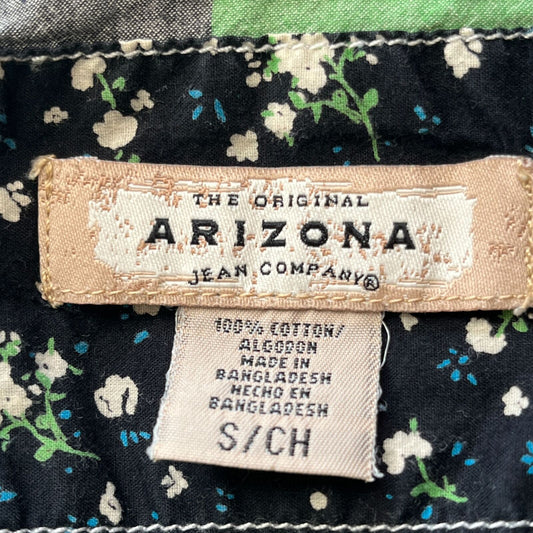 THE ORIGINAL
ARIZONA
JEAN COMPANY®
100% COTTON/
ALGODON
MADE IN
BANGLADESH
HECHO EN
BANGLADESH
S/CH